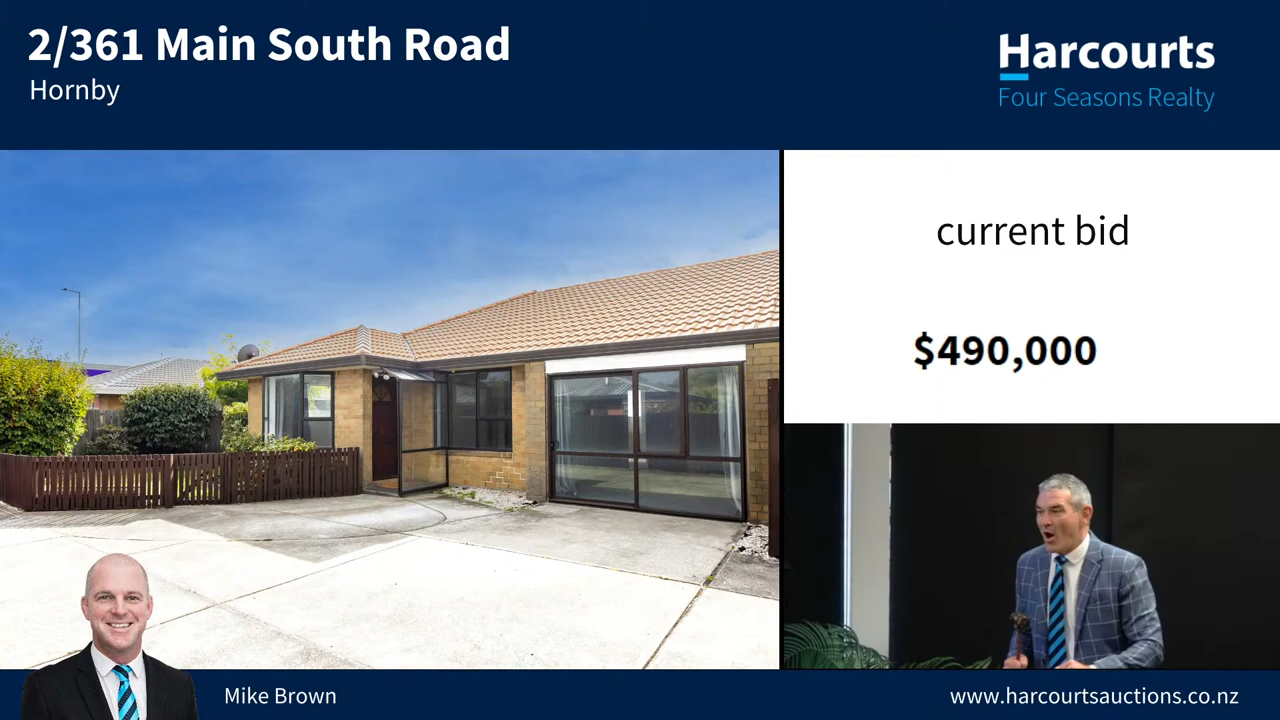 2/361 Main South Road
Hornby
Harcourts
Four Seasons Realty
current bid
$490,000
Mike Brown
www.harcourtsauctions.co.nz